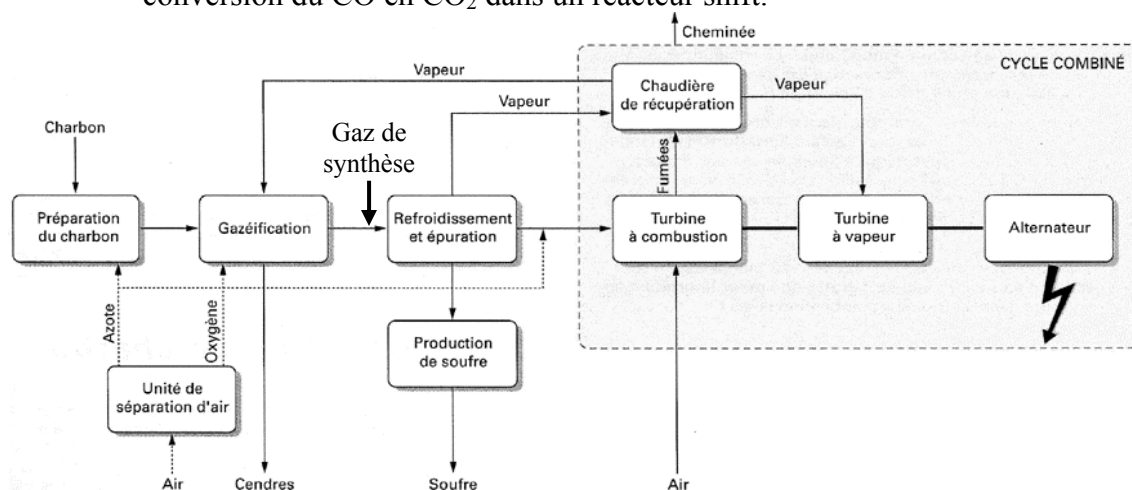 conversion du CO en CO₂ dans un réacteur shift.
Cheminée
CYCLE COMBINÉ
Vapeur
Chaudière
de récupération
Vapeur
Vapeur
Charbon
Gaz de
synthèse
Fumées
Préparation
du charbon
Gazéification
Refroidissement
et épuration
Turbine
à combustion
Turbine
à vapeur
Alternateur
Azote
Oxygène
Production
de soufre
Unité de
séparation d'air
Air
Cendres
Soufre
Air